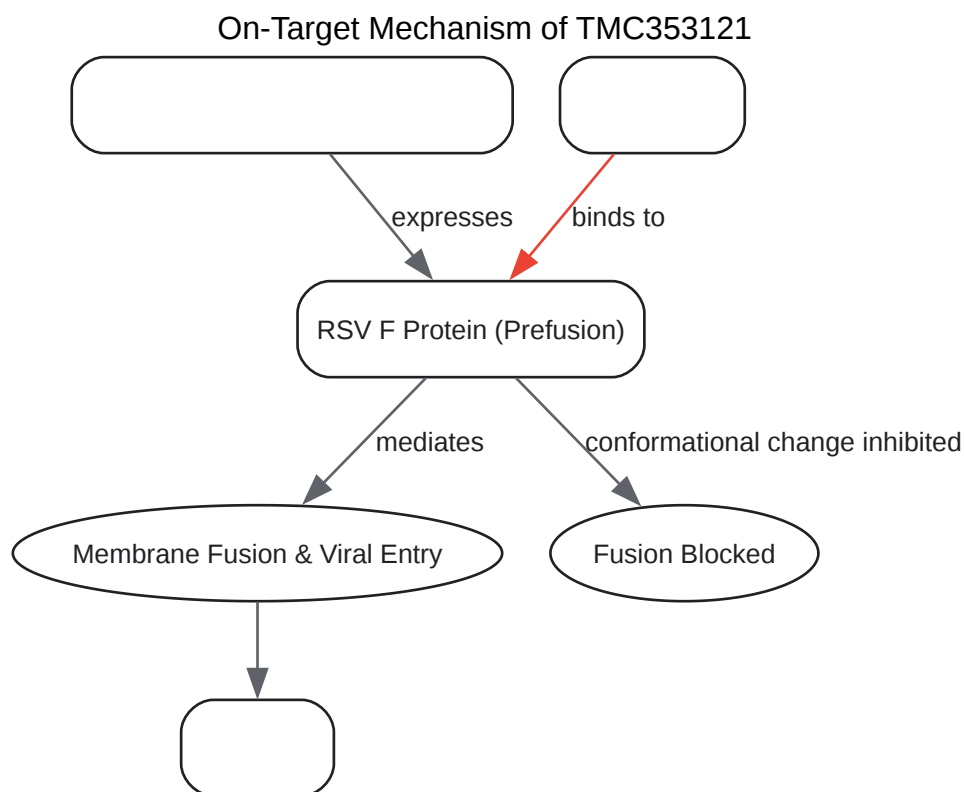 On-Target Mechanism of TMC353121
expresses
binds to
RSV F Protein (Prefusion)
mediates
conformational change inhibited
Membrane Fusion & Viral Entry
Fusion Blocked